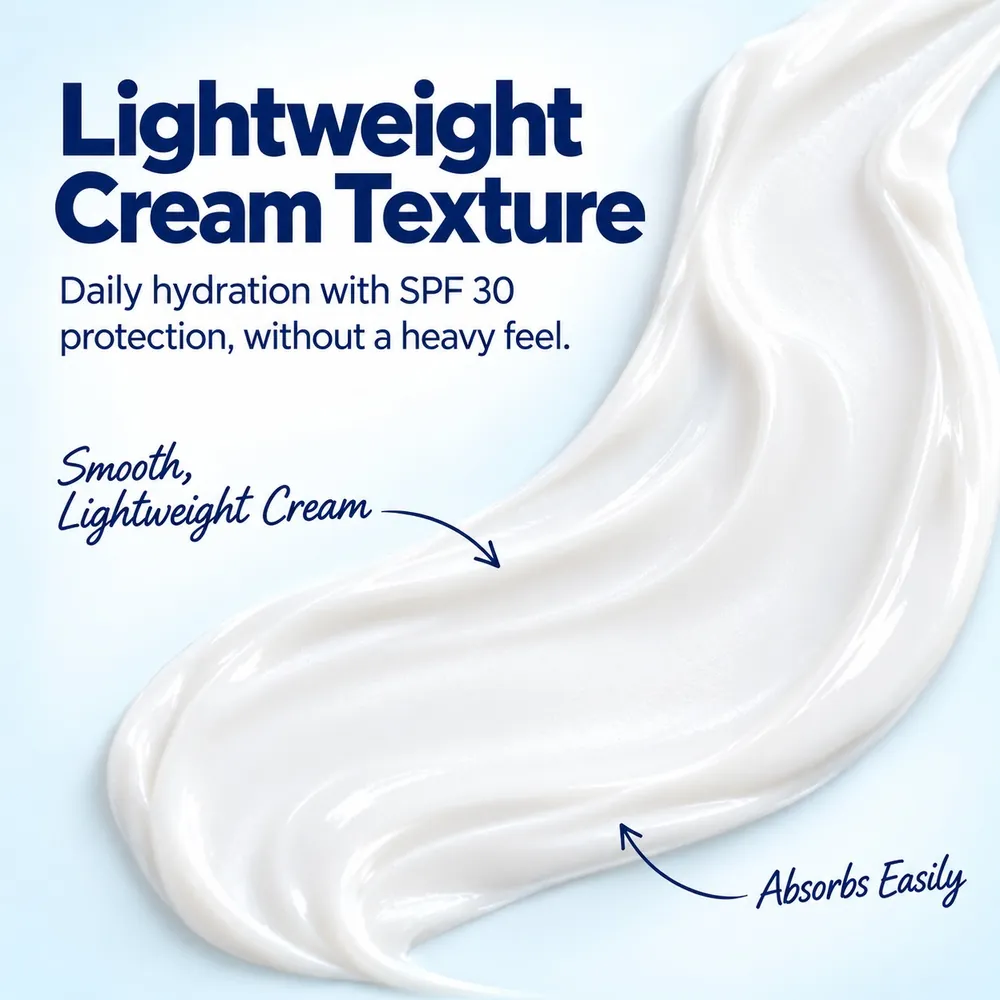 Lightweight
Cream Texture
Daily hydration with SPF 30
protection, without a heavy feel.
Smooth,
Lightweight Cream
Absorbs Easily